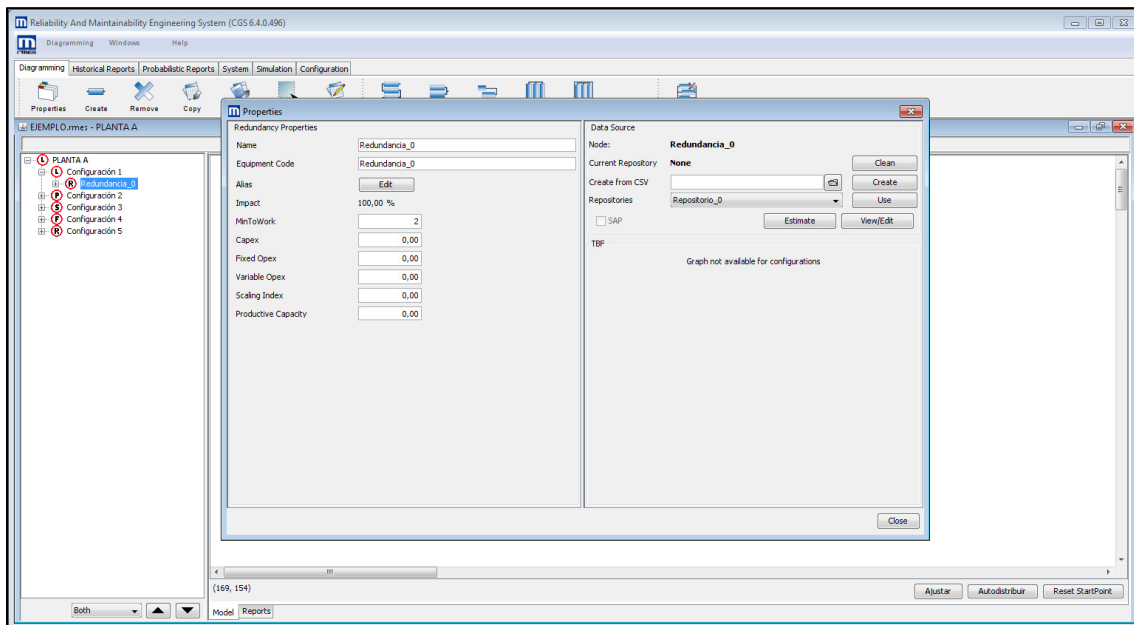 Reliability And Maintainability Engineering System (CGS 6.4.0.496)
Diagramming Windows Help
Diagramming Historical Reports Probabilistic Reports System Simulation Configuration
Properties Create Remove Copy
EJEMPLO.rmes - PLANTA A
PLANTA A
Configuración 1
Redundancia_0
Configuración 2
Configuración 3
Configuración 4
Configuración 5
Both
Properties
Redundancy Properties
Name Redundancia_0
Equipment Code Redundancia_0
Alias Edit
Impact 100,00 %
MinToWork 2
Capex 0,00
Fixed Opex 0,00
Variable Opex 0,00
Scaling Index 0,00
Productive Capacity 0,00
Data Source
Node: Redundancia_0
Current Repository None Clean
Create from CSV Create
Repositories Repositorio_0 Use
SAP Estimate View/Edit
TBF
Graph not available for configurations
Close
(169, 154)
Ajustar Autodistribuir Reset StartPoint
Model Reports